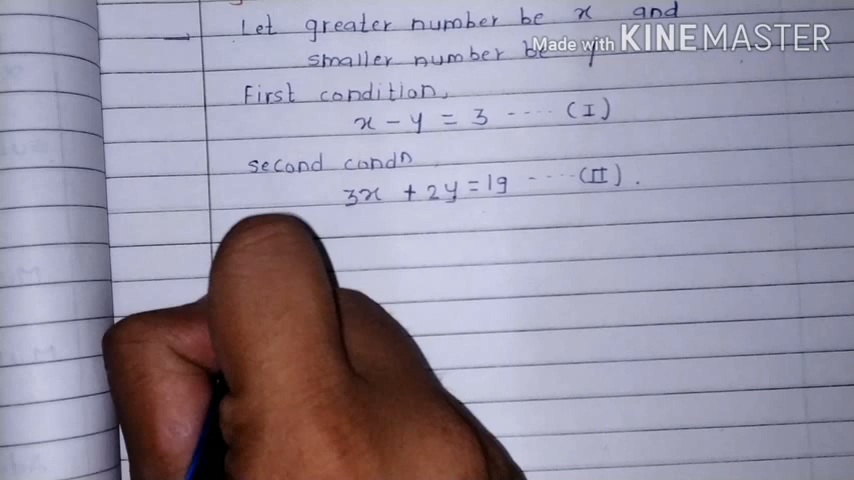 Let greater number be x and
→ smaller number be y
Made with KINEMASTER
First condition,
x - y = 3 ---- (I)
second condn
3x + 2y = 19 ---- (II).